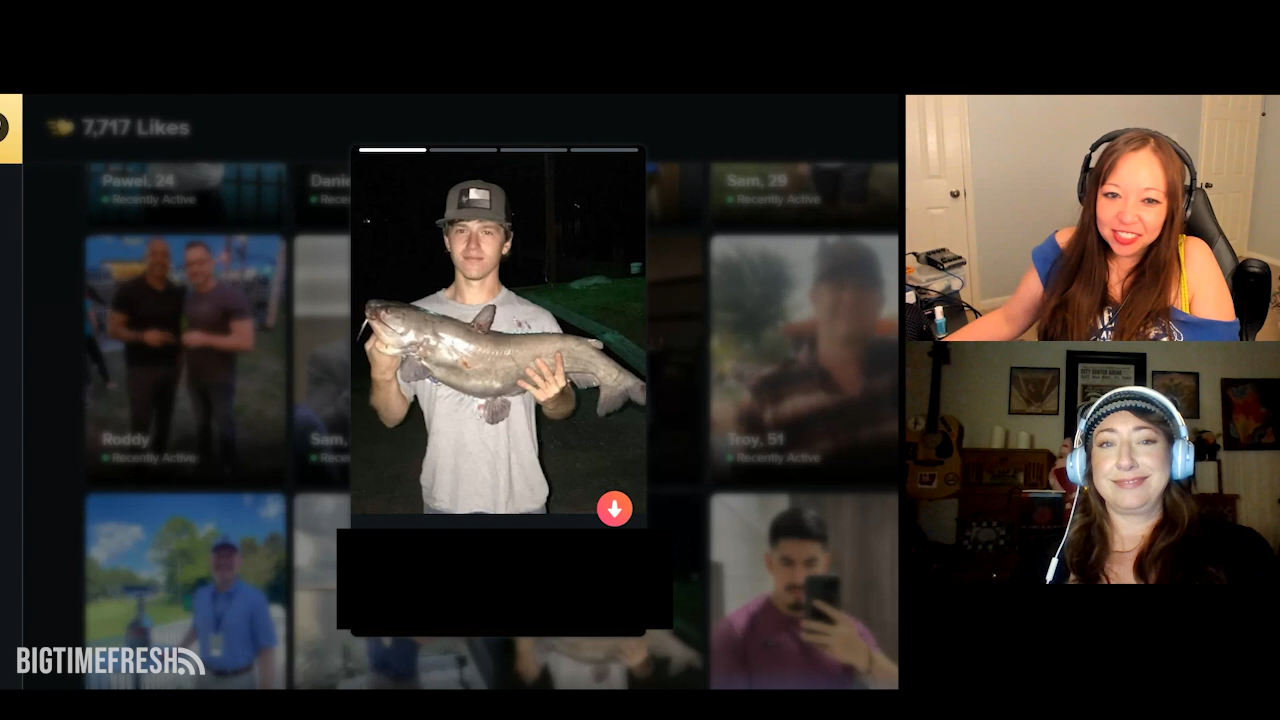 7,717 Likes
Pawel, 24
Recently Active
Sam, 29
Recently Active
Roddy
Recently Active
Sam,
Troy, 51
Recently Active
BIGTIMEFRESH